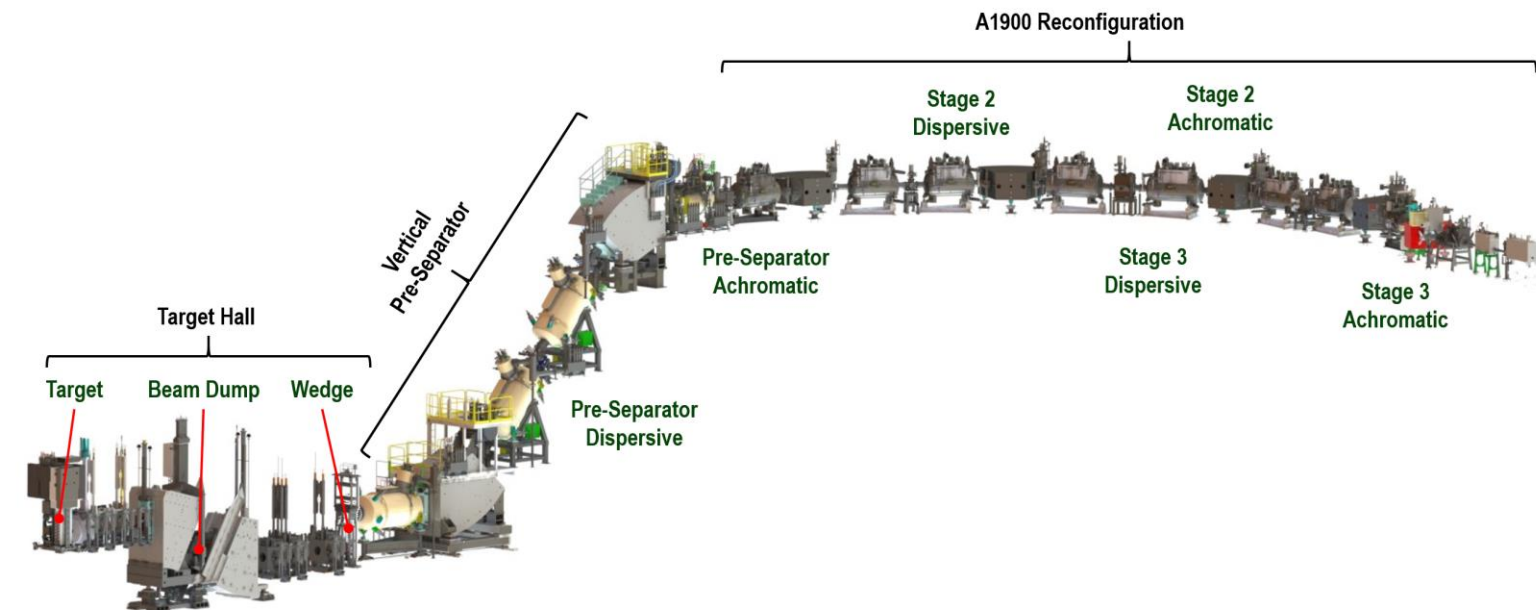 A1900 Reconfiguration
Stage 2
Dispersive
Stage 2
Achromatic
Vertical
Pre-Separator
Pre-Separator
Achromatic
Stage 3
Dispersive
Stage 3
Achromatic
Target Hall
Target
Beam Dump
Wedge
Pre-Separator
Dispersive